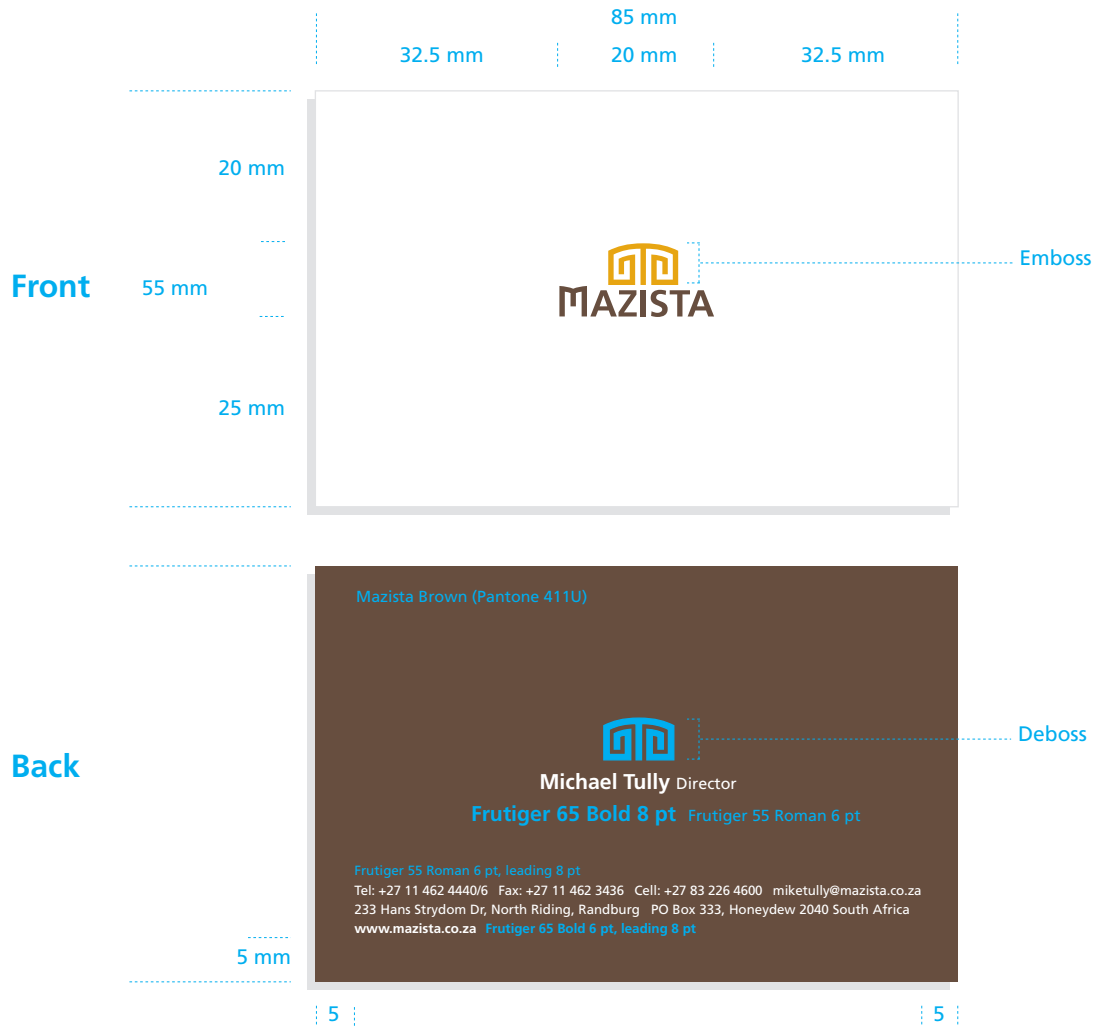 85 mm
32.5 mm 20 mm 32.5 mm
20 mm
Emboss
Front 55 mm
MAZISTA
25 mm
Mazista Brown (Pantone 411U)
Deboss
Back
Michael Tully Director
Frutiger 65 Bold 8 pt Frutiger 55 Roman 6 pt
Frutiger 55 Roman 6 pt, leading 8 pt
Tel: +27 11 462 4440/6 Fax: +27 11 462 3436 Cell: +27 83 226 4600 miketully@mazista.co.za
233 Hans Strydom Dr, North Riding, Randburg PO Box 333, Honeydew 2040 South Africa
www.mazista.co.za Frutiger 65 Bold 6 pt, leading 8 pt
5 mm
5 5